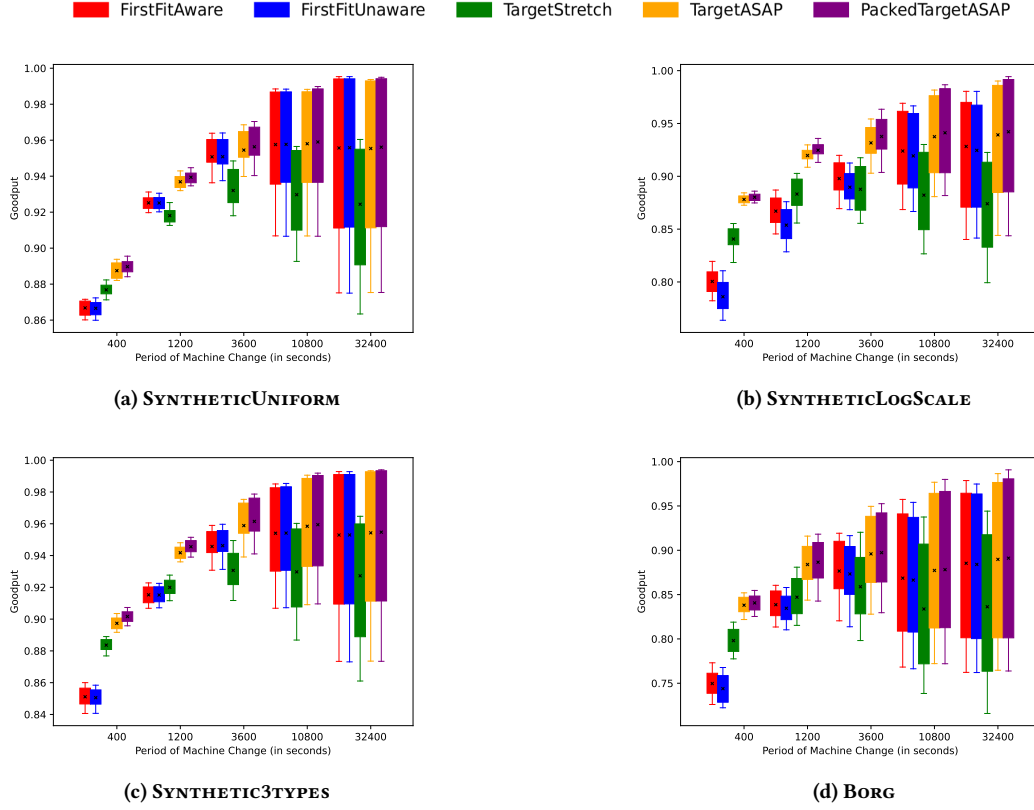 FirstFitAware FirstFitUnaware TargetStretch TargetASAP PackedTargetASAP
1.00
0.98
0.96
0.94
0.92
0.90
0.88
0.86
Goodput
400 1200 3600 10800 32400
Period of Machine Change (in seconds)
(a) SyntheticUniform
1.00
0.95
0.90
0.85
0.80
Goodput
400 1200 3600 10800 32400
Period of Machine Change (in seconds)
(b) SyntheticLogScale
1.00
0.98
0.96
0.94
0.92
0.90
0.88
0.86
0.84
Goodput
400 1200 3600 10800 32400
Period of Machine Change (in seconds)
(c) Synthetic3types
1.00
0.95
0.90
0.85
0.80
0.75
Goodput
400 1200 3600 10800 32400
Period of Machine Change (in seconds)
(d) Borg